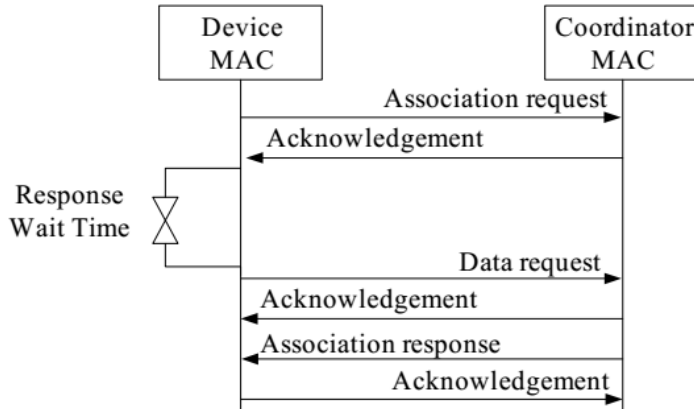 Device
MAC
Coordinator
MAC
Association request
Acknowledgement
Response
Wait Time
Data request
Acknowledgement
Association response
Acknowledgement